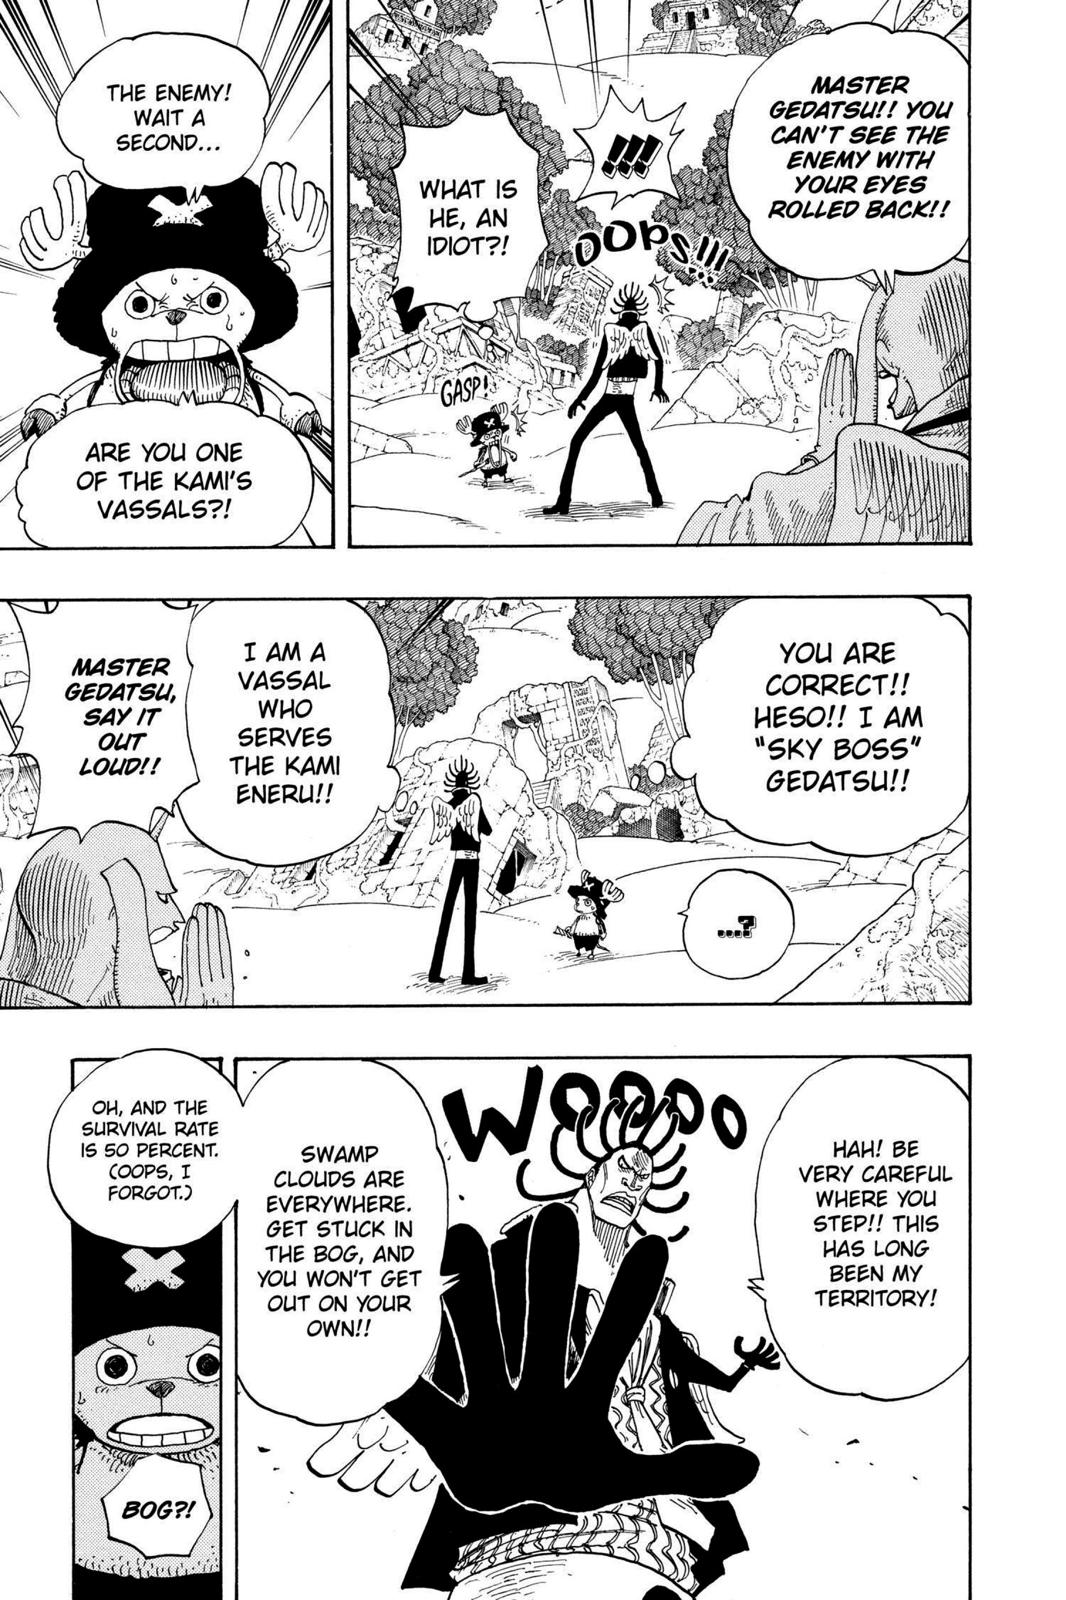 MASTER
GEDATSU!! YOU
CAN'T SEE THE
ENEMY WITH
YOUR EYES
ROLLED BACK!!
!!!!
OOPS!!!
WHAT IS
HE, AN
IDIOT?!
GASP!
THE ENEMY!
WAIT A
SECOND...
ARE YOU ONE
OF THE KAMI'S
VASSALS?!
YOU ARE
CORRECT!!
HESO!! I AM
"SKY BOSS"
GEDATSU!!
....?
I AM A
VASSAL
WHO
SERVES
THE KAMI
ENERU!!
MASTER
GEDATSU,
SAY IT
OUT
LOUD!!
HAH! BE
VERY CAREFUL
WHERE YOU
STEP!! THIS
HAS LONG
BEEN MY
TERRITORY!
WOOOO
SWAMP
CLOUDS ARE
EVERYWHERE.
GET STUCK IN
THE BOG, AND
YOU WON'T GET
OUT ON YOUR
OWN!!
OH, AND THE
SURVIVAL RATE
IS 50 PERCENT.
(OOPS, I
FORGOT.)
BOG?!